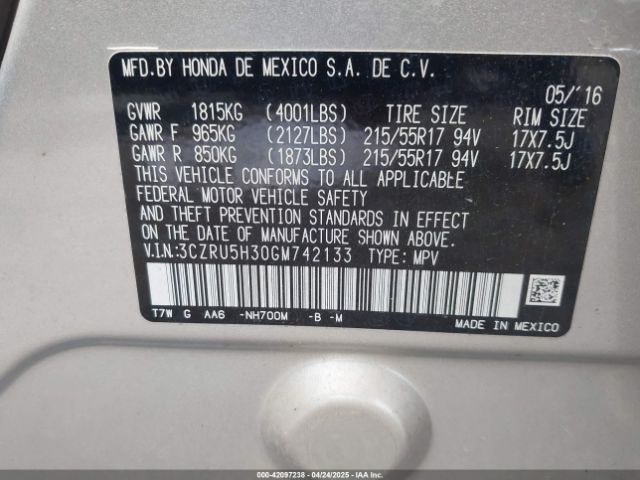 MFD.BY HONDA DE MEXICO S.A. DE C.V.
05/'16
GVWR 1815KG (4001LBS) TIRE SIZE RIM SIZE
GAWR F 965KG (2127LBS) 215/55R17 94V 17X7.5J
GAWR R 850KG (1873LBS) 215/55R17 94V 17X7.5J
THIS VEHICLE CONFORMS TO ALL APPLICABLE
FEDERAL MOTOR VEHICLE SAFETY
AND THEFT PREVENTION STANDARDS IN EFFECT
ON THE DATE OF MANUFACTURE SHOWN ABOVE.
V.I.N.:3CZRU5H30GM742133 TYPE: MPV
T7W G AA6 -NH700M -B -M
MADE IN MEXICO
000-42097238 - 04/24/2025 - IAAI.COM